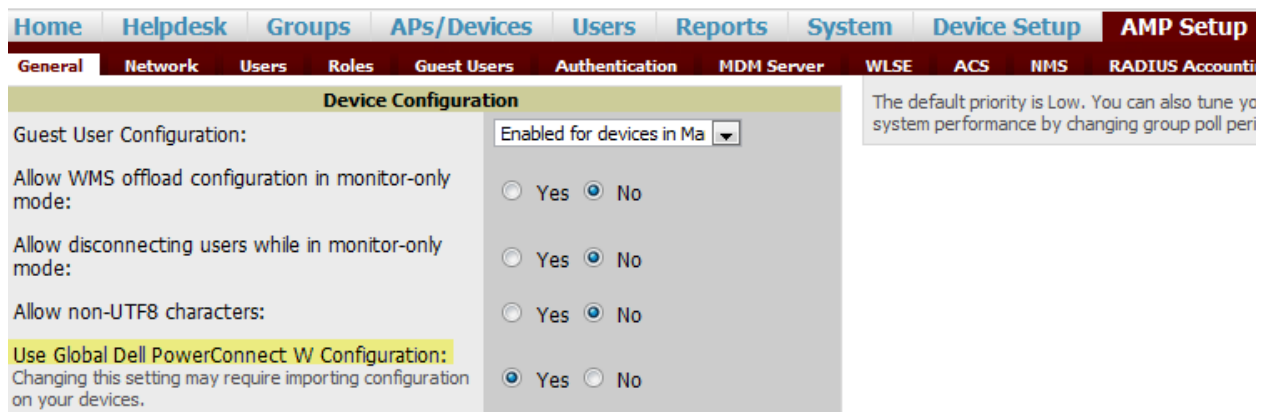 Home Helpdesk Groups APs/Devices Users Reports System Device Setup AMP Setup
General Network Users Roles Guest Users Authentication MDM Server WLSE ACS NMS RADIUS
Device Configuration
The default priority is Low. You can also tune
system performance by changing group poll
Guest User Configuration:
Enabled for devices in Ma
Allow WMS offload configuration in monitor-only
mode:
Yes No
Allow disconnecting users while in monitor-only
mode:
Yes No
Allow non-UTF8 characters:
Yes No
Use Global Dell PowerConnect W Configuration:
Changing this setting may require importing configuration
on your devices.
Yes No